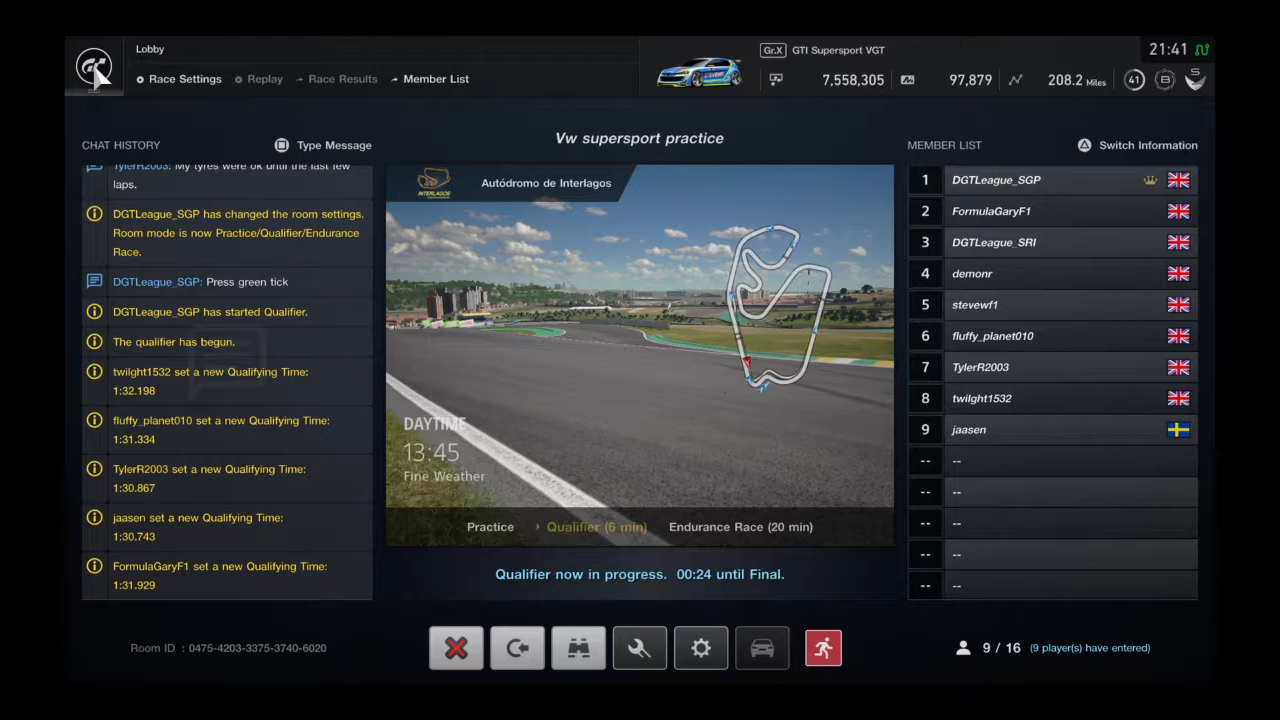 Lobby
Race Settings
Replay
Race Results
Member List
Gr.X GTI Supersport VGT
7,558,305
97,879
208.2 Miles
21:41
41
B
S
CHAT HISTORY
Type Message
TylerR2003: My tyres were ok until the last few
laps.
DGTLeague_SGP has changed the room settings.
Room mode is now Practice/Qualifier/Endurance
Race.
DGTLeague_SGP: Press green tick
DGTLeague_SGP has started Qualifier.
The qualifier has begun.
twilght1532 set a new Qualifying Time:
1:32.198
fluffy_planet010 set a new Qualifying Time:
1:31.334
TylerR2003 set a new Qualifying Time:
1:30.867
jaasen set a new Qualifying Time:
1:30.743
FormulaGaryF1 set a new Qualifying Time:
1:31.929
Vw supersport practice
INTERLAGOS
Autódromo de Interlagos
DAYTIME
13:45
Fine Weather
Practice
Qualifier (6 min)
Endurance Race (20 min)
Qualifier now in progress. 00:24 until Final.
MEMBER LIST
Switch Information
1 DGTLeague_SGP
2 FormulaGaryF1
3 DGTLeague_SRI
4 demonr
5 stevewf1
6 fluffy_planet010
7 TylerR2003
8 twilght1532
9 jaasen
-- --
-- --
-- --
-- --
-- --
Room ID : 0475-4203-3375-3740-6020
9 / 16 (9 player(s) have entered)